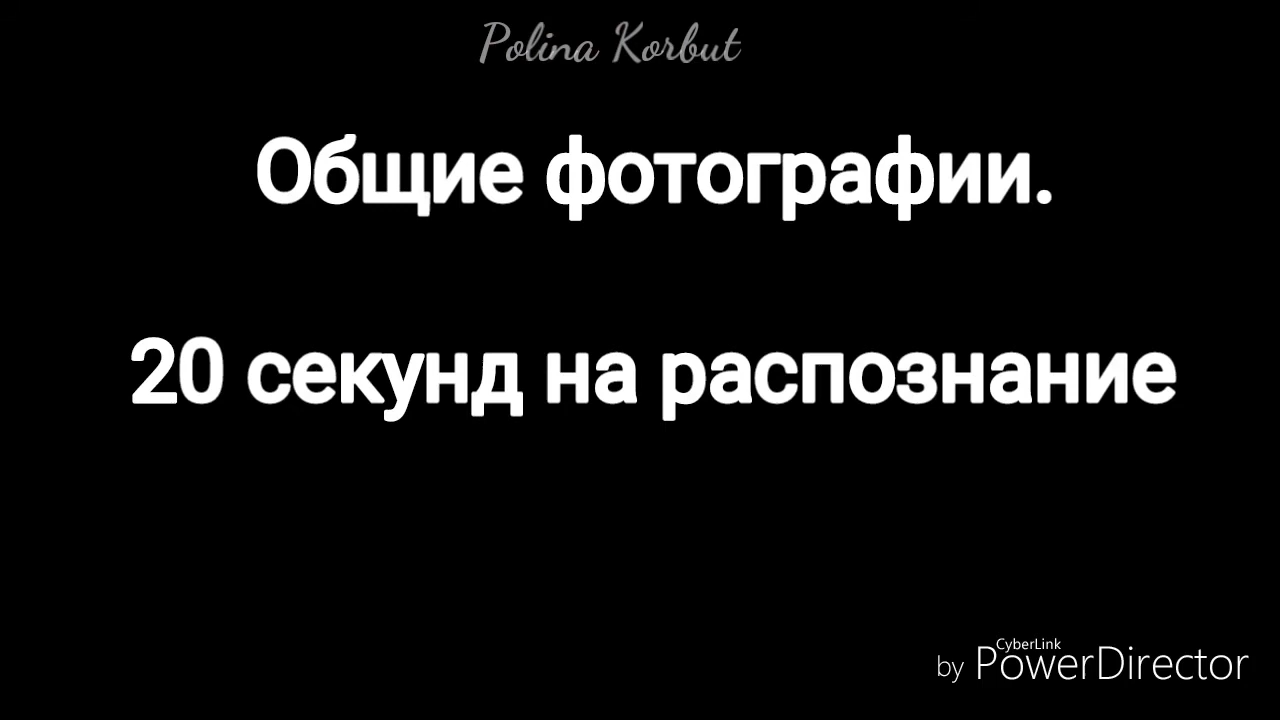 Polina Korbut
Общие фотографии.
20 секунд на распознание
CyberLink
by PowerDirector